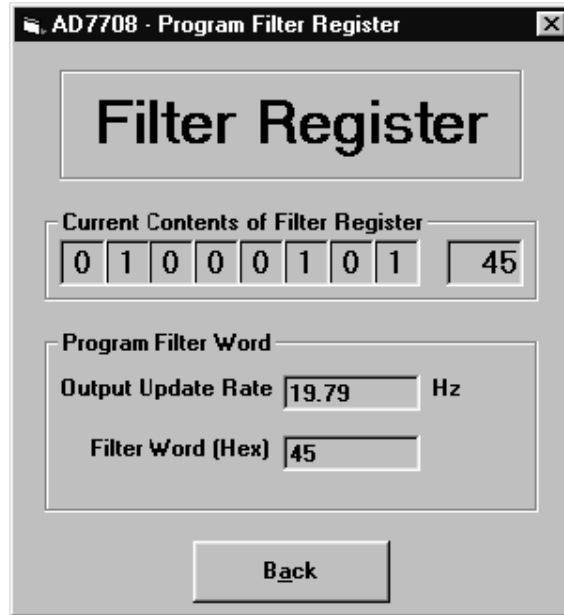 AD7708 - Program Filter Register
Filter Register
Current Contents of Filter Register
0 1 0 0 0 1 0 1 45
Program Filter Word
Output Update Rate 19.79 Hz
Filter Word (Hex) 45
Back